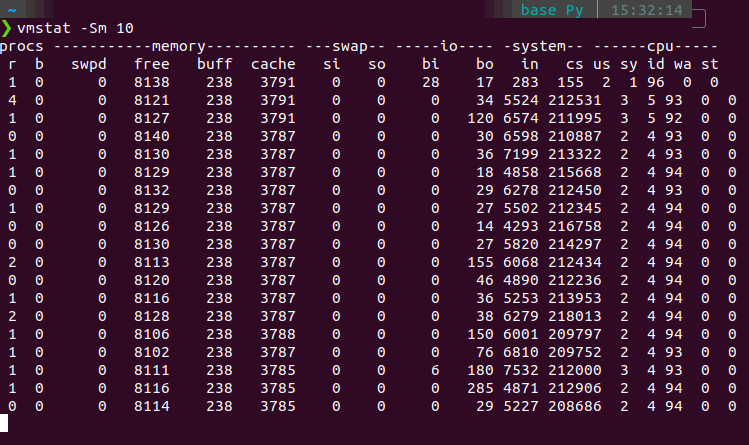 ~ base Py 15:32:14
❯ vmstat -Sm 10
procs -----------memory---------- ---swap-- -----io---- -system-- ------cpu-----
 r  b   swpd   free   buff  cache   si   so    bi    bo   in   cs us sy id wa st
 1  0      0   8138    238   3791    0    0    28    17  283  155  2  1 96  0  0
 4  0      0   8121    238   3791    0    0     0    34 5524 212531  3  5 93  0  0
 1  0      0   8127    238   3791    0    0     0   120 6574 211995  3  5 92  0  0
 0  0      0   8140    238   3787    0    0     0    30 6598 210887  2  4 93  0  0
 1  0      0   8130    238   3787    0    0     0    36 7199 213322  2  4 93  0  0
 1  0      0   8129    238   3787    0    0     0    18 4858 215668  2  4 94  0  0
 0  0      0   8132    238   3787    0    0     0    29 6278 212450  2  4 93  0  0
 1  0      0   8129    238   3787    0    0     0    27 5502 212345  2  4 94  0  0
 0  0      0   8126    238   3787    0    0     0    14 4293 216758  2  4 94  0  0
 0  0      0   8130    238   3787    0    0     0    27 5820 214297  2  4 94  0  0
 2  0      0   8113    238   3787    0    0     0   155 6068 212434  2  4 94  0  0
 0  0      0   8120    238   3787    0    0     0    46 4890 212236  2  4 94  0  0
 1  0      0   8116    238   3787    0    0     0    36 5253 213953  2  4 94  0  0
 2  0      0   8128    238   3787    0    0     0    38 6279 218013  2  4 94  0  0
 1  0      0   8106    238   3788    0    0     0   150 6001 209797  2  4 94  0  0
 1  0      0   8102    238   3787    0    0     0    76 6810 209752  2  4 93  0  0
 1  0      0   8111    238   3785    0    0     6   180 7532 212000  3  4 93  0  0
 1  0      0   8116    238   3785    0    0     0   285 4871 212906  2  4 94  0  0
 0  0      0   8114    238   3785    0    0     0    29 5227 208686  2  4 94  0  0